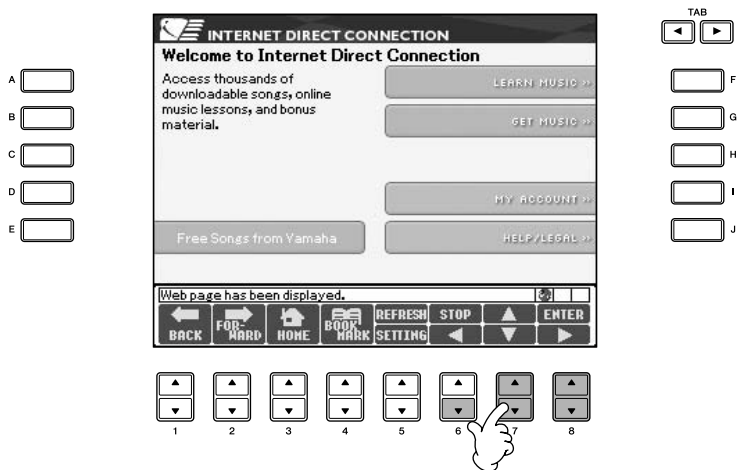 TAB
INTERNET DIRECT CONNECTION
Welcome to Internet Direct Connection
Access thousands of
downloadable songs, online
music lessons, and bonus
material.
LEARN MUSIC »
GET MUSIC »
MY ACCOUNT »
Free Songs from Yamaha
HELP/LEGAL »
A
B
C
D
E
F
G
H
I
J
Web page has been displayed.
BACK
FOR-
WARD
HOME
BOOK
MARK
REFRESH
SETTING
STOP
ENTER
1 2 3 4 5 6 7 8